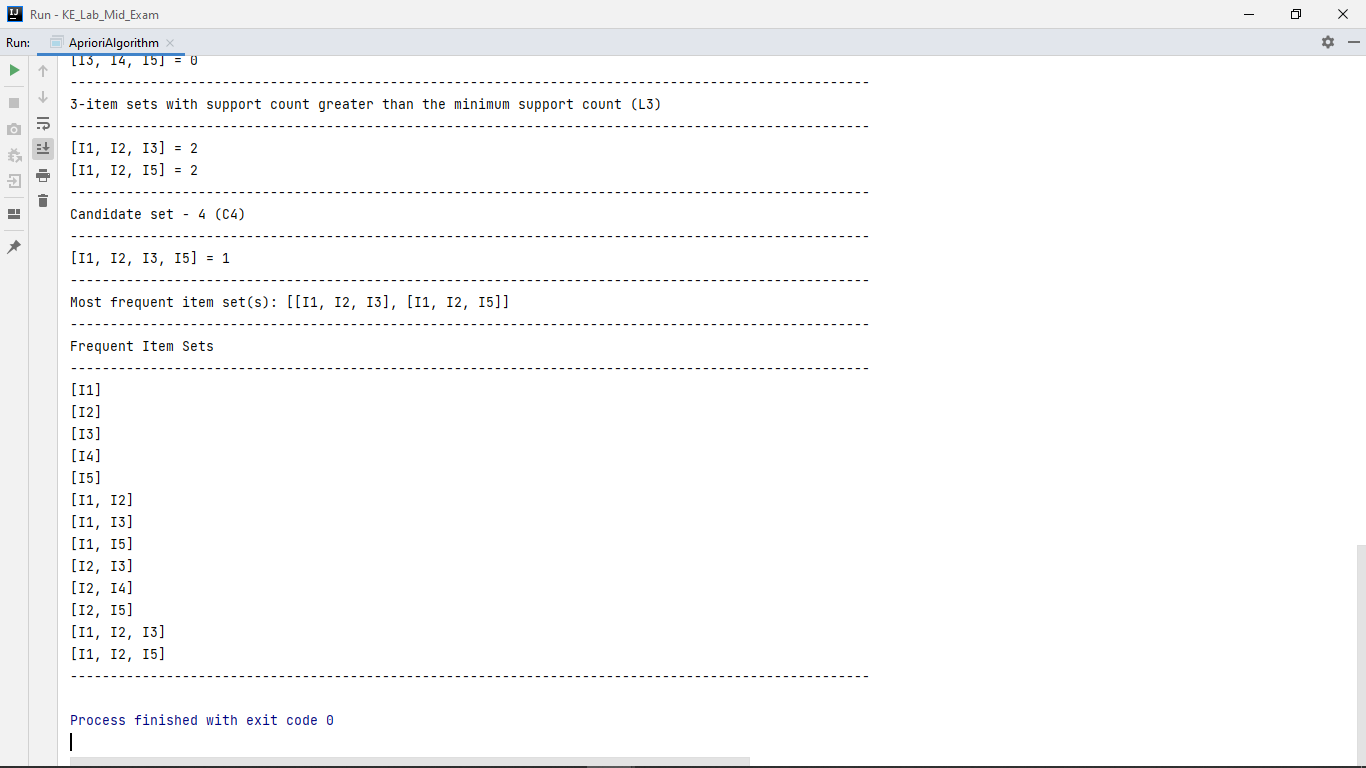 Run - KE_Lab_Mid_Exam
Run: AprioriAlgorithm
[I3, I4, I5] = 0
----------------------------------------------------------------------------------------------------
3-item sets with support count greater than the minimum support count (L3)
----------------------------------------------------------------------------------------------------
[I1, I2, I3] = 2
[I1, I2, I5] = 2
----------------------------------------------------------------------------------------------------
Candidate set - 4 (C4)
----------------------------------------------------------------------------------------------------
[I1, I2, I3, I5] = 1
----------------------------------------------------------------------------------------------------
Most frequent item set(s): [[I1, I2, I3], [I1, I2, I5]]
----------------------------------------------------------------------------------------------------
Frequent Item Sets
----------------------------------------------------------------------------------------------------
[I1]
[I2]
[I3]
[I4]
[I5]
[I1, I2]
[I1, I3]
[I1, I5]
[I2, I3]
[I2, I4]
[I2, I5]
[I1, I2, I3]
[I1, I2, I5]
----------------------------------------------------------------------------------------------------
Process finished with exit code 0